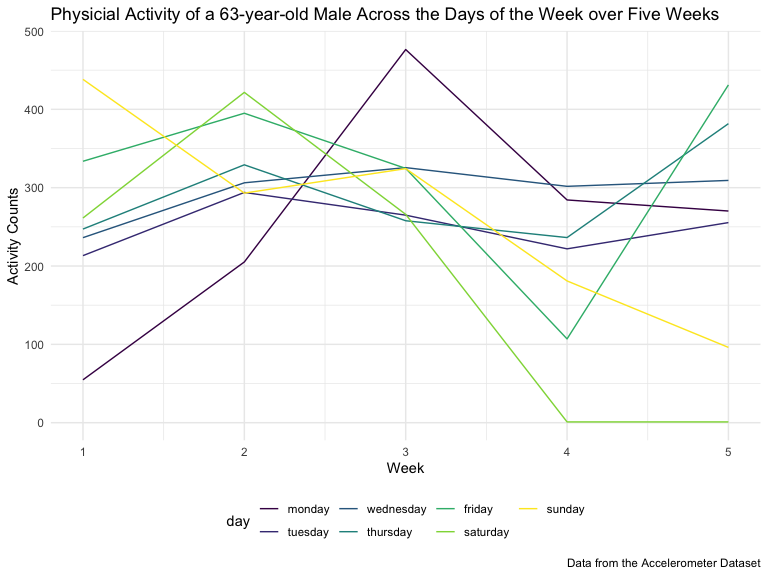 Physicial Activity of a 63-year-old Male Across the Days of the Week over Five Weeks
500
400
300
200
100
0
Activity Counts
1 2 3 4 5
Week
day
monday wednesday friday sunday
tuesday thursday saturday
Data from the Accelerometer Dataset